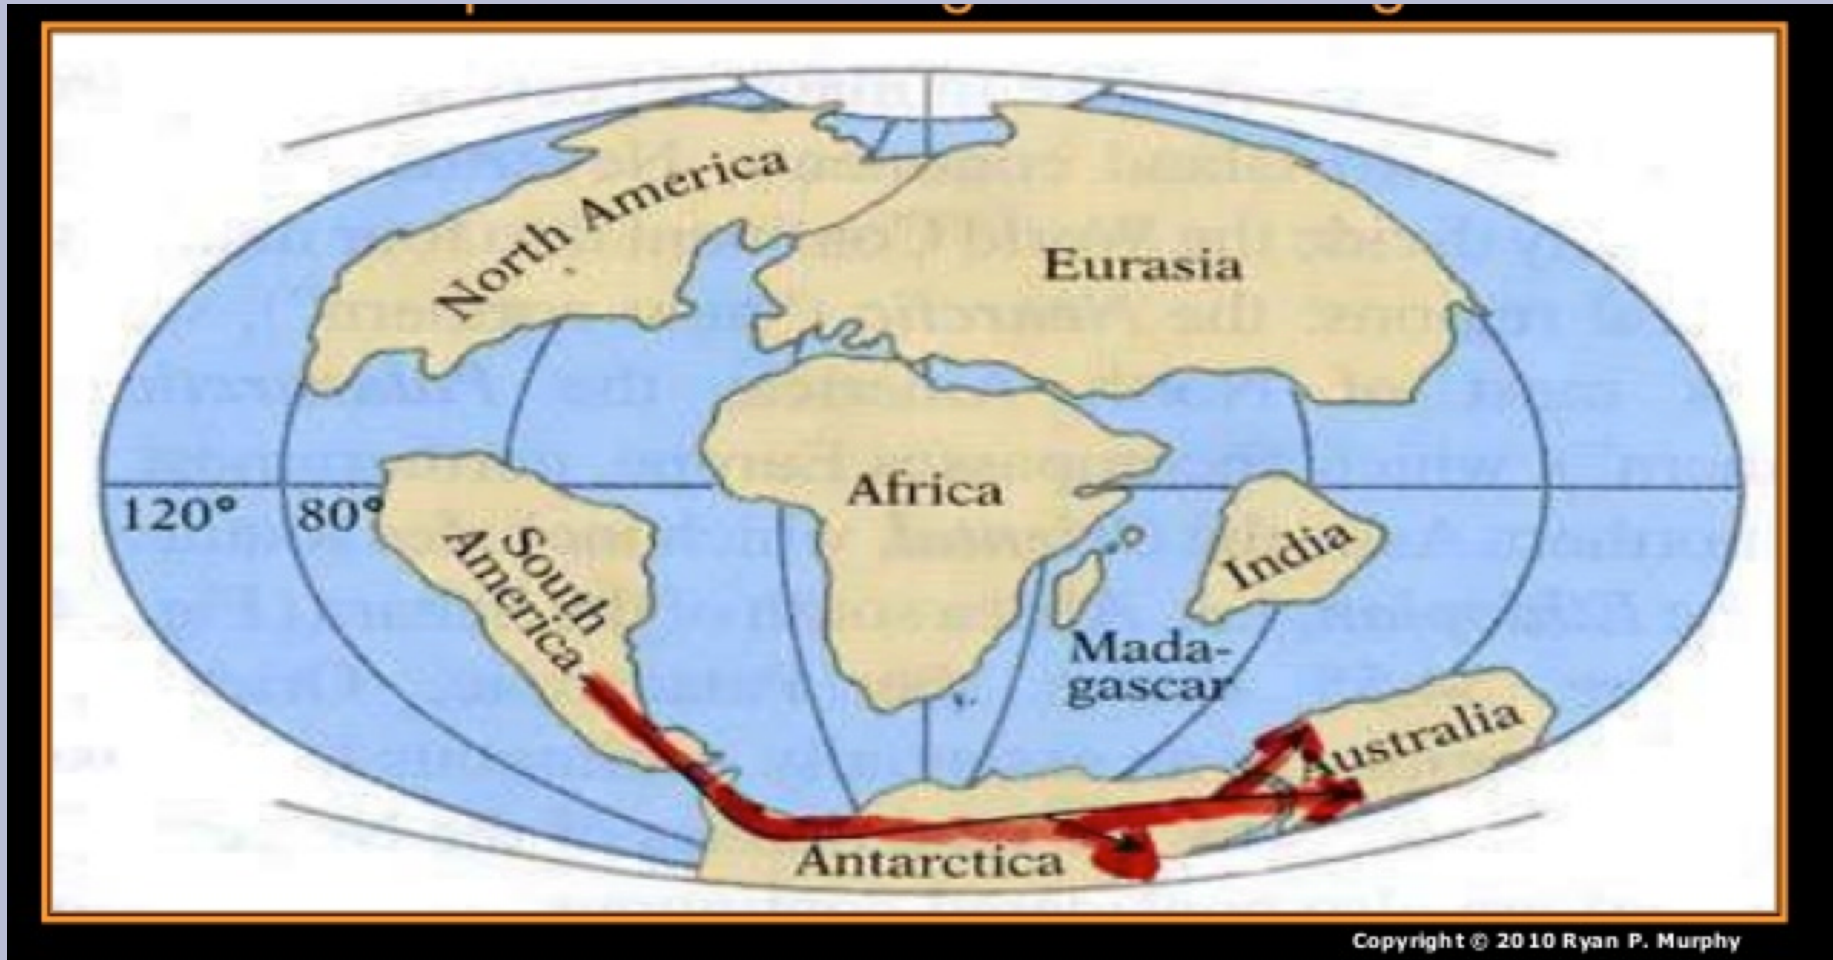 North America
Eurasia
Africa
120°
80°
South
America
India
Mada-
gascar
Australia
Antarctica
Copyright © 2010 Ryan P. Murphy